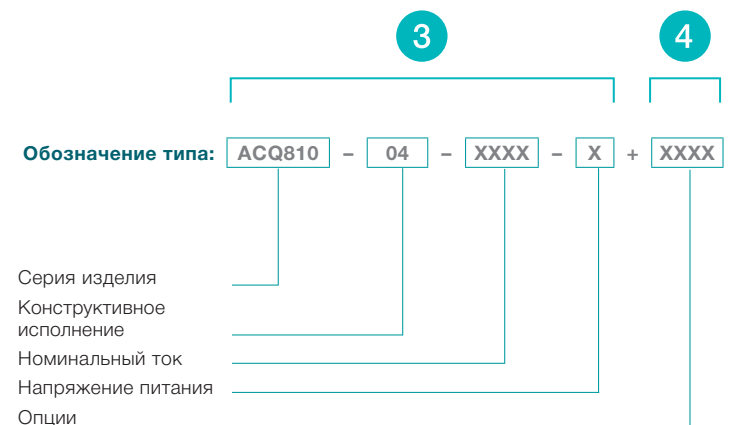 3 4
Обозначение типа: ACQ810 – 04 – XXXX – X + XXXX
Серия изделия
Конструктивное
исполнение
Номинальный ток
Напряжение питания
Опции